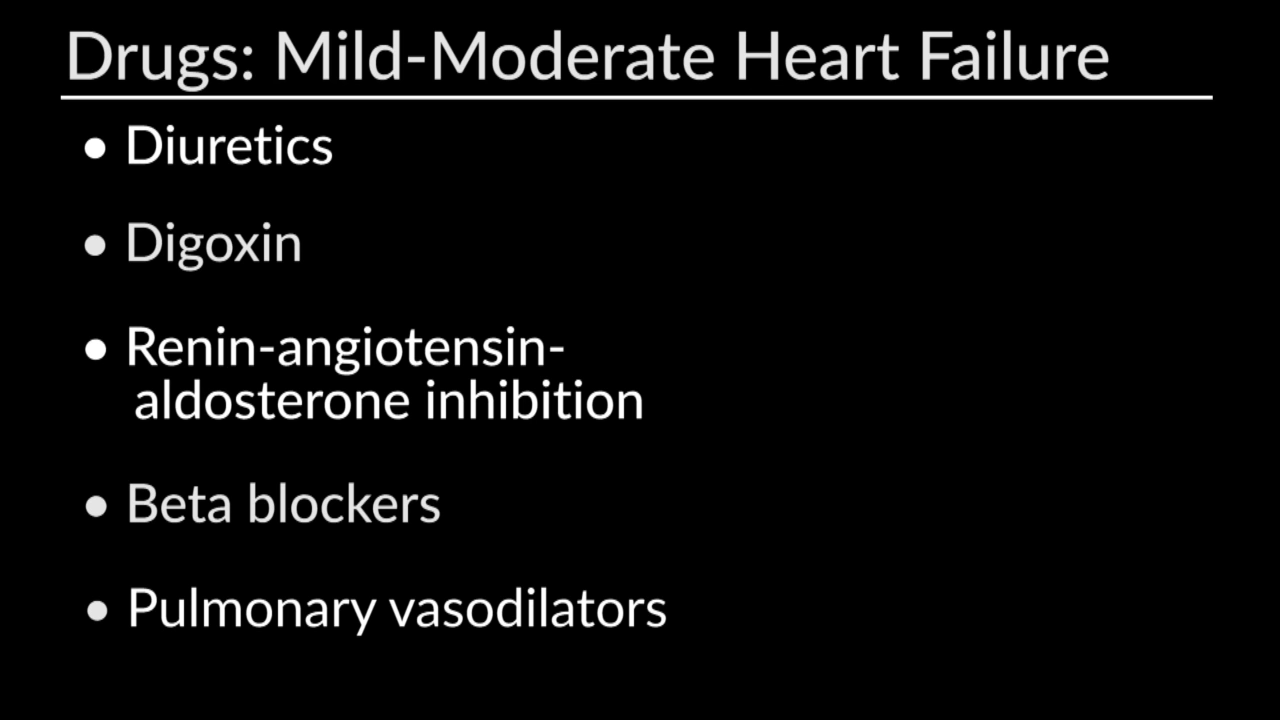 Drugs: Mild-Moderate Heart Failure
• Diuretics
• Digoxin
• Renin-angiotensin-
aldosterone inhibition
• Beta blockers
• Pulmonary vasodilators